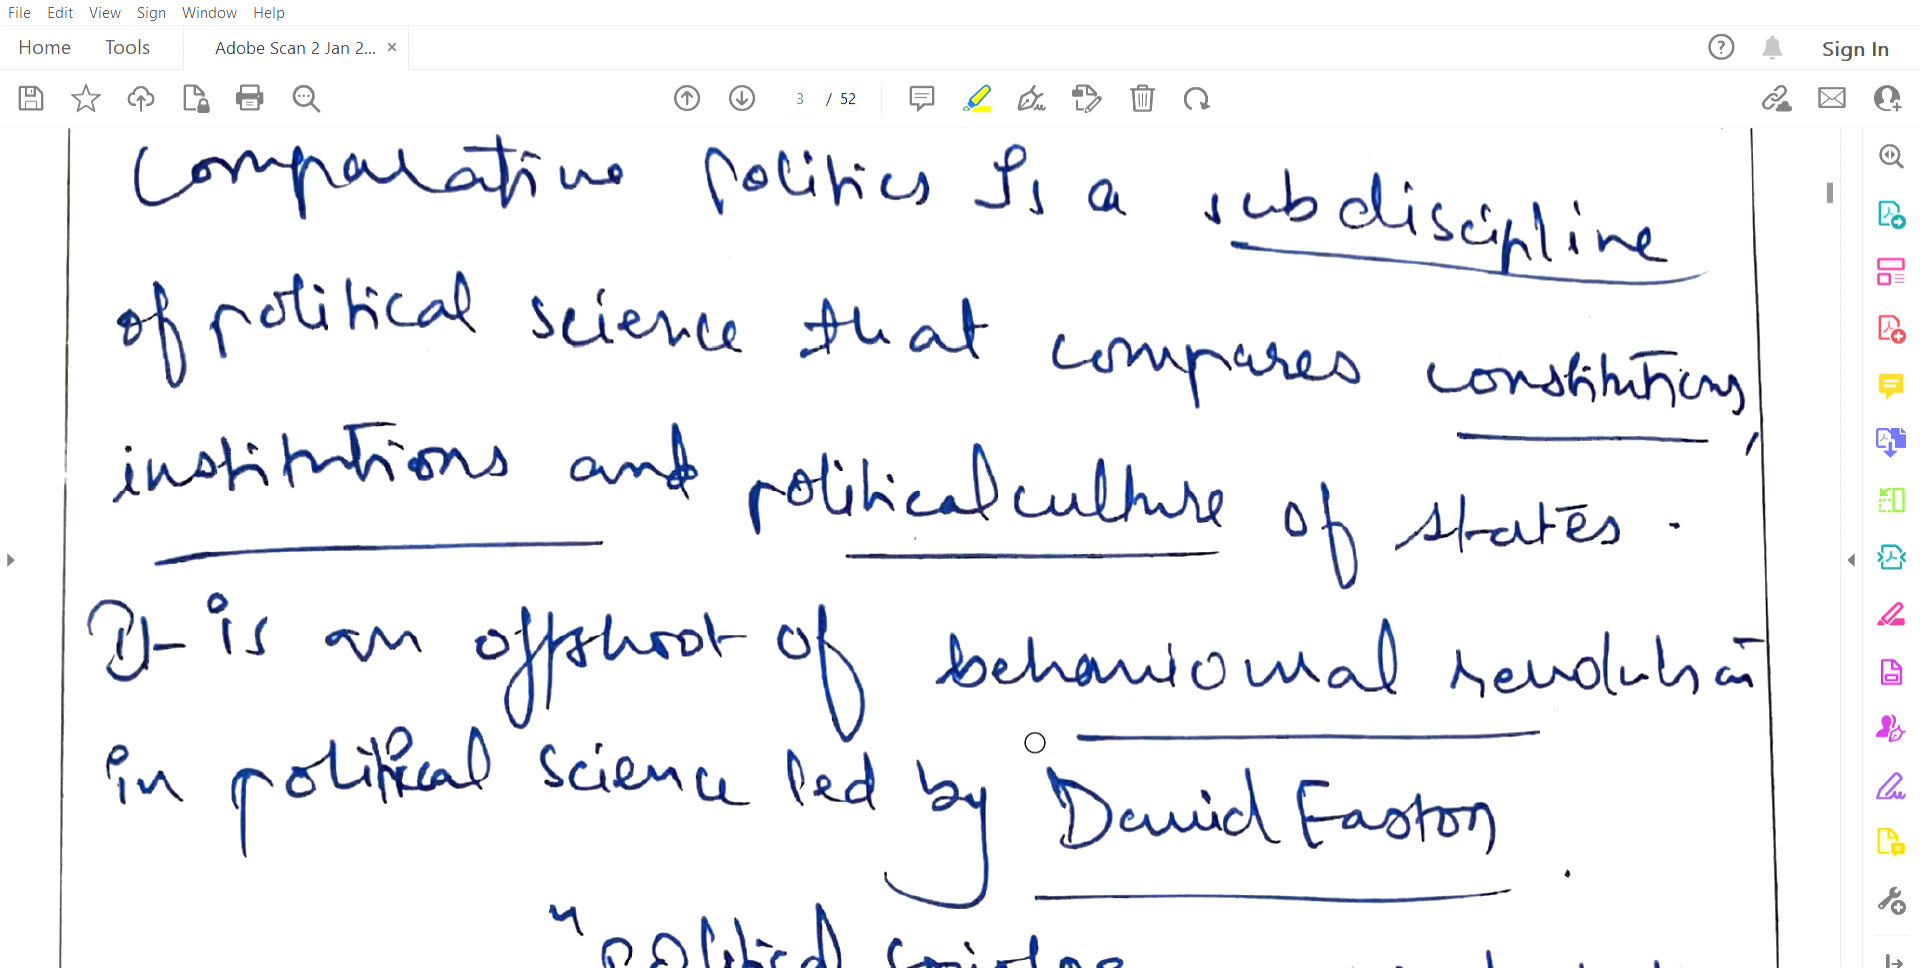 File Edit View Sign Window Help
Home Tools Adobe Scan 2 Jan 2... × Sign In
3 / 52
Comparative Politics Is a subdiscipline
of political science that compares constitutions,
institutions and political culture of states.
It is an offshoot of behavioural revolution
in political science led by David Easton.
"Political